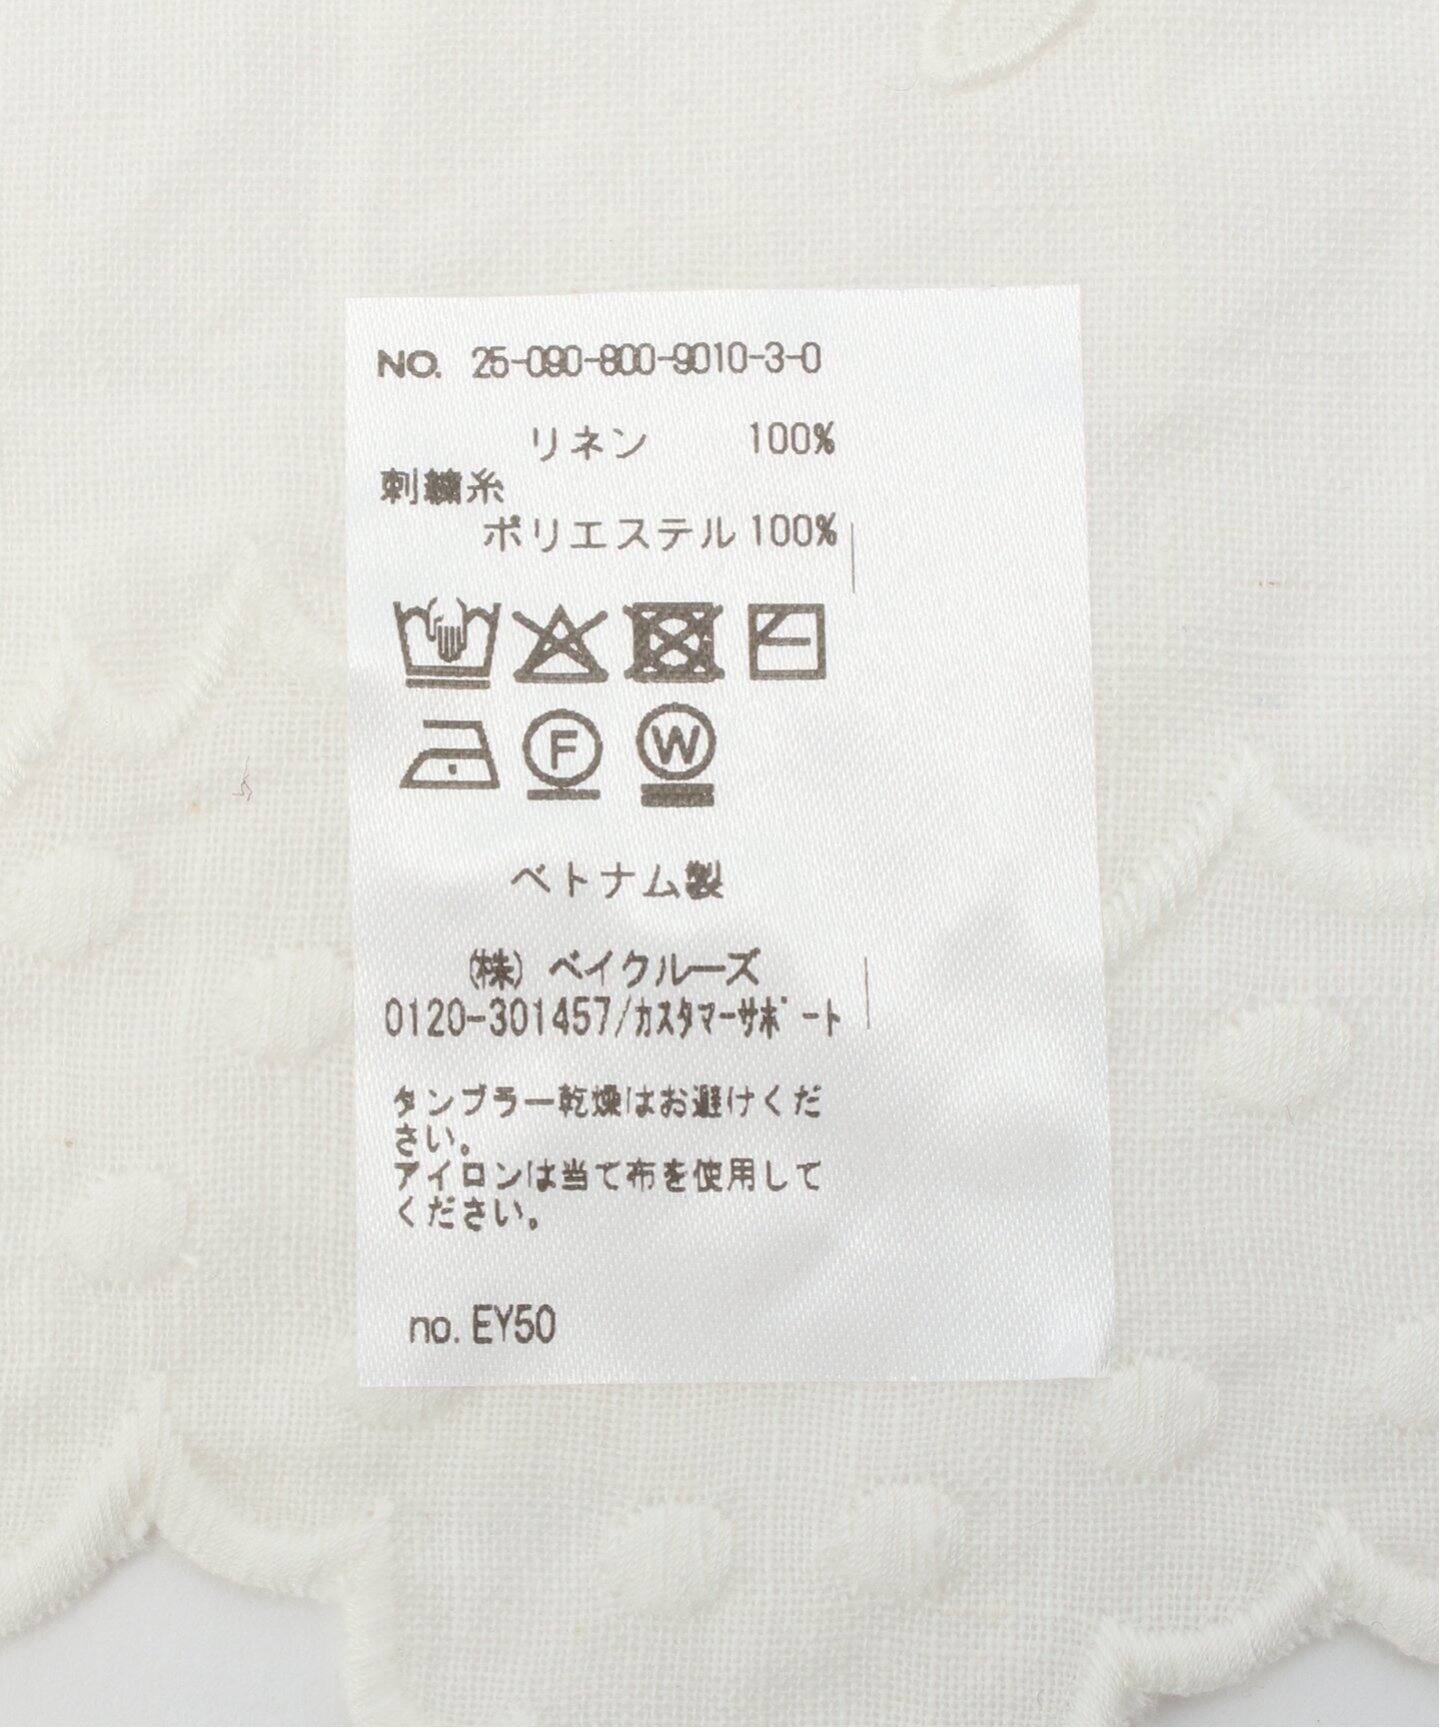 NO. 25-090-800-9010-3-0
リネン 100%
刺繍糸
ポリエステル 100%
F W
ベトナム製
(株) ベイクルーズ
0120-301457/ｶｽﾀﾏｰｻﾎﾟｰﾄ
タンブラー乾燥はお避けくだ
さい。
アイロンは当て布を使用して
ください。
no. EY50